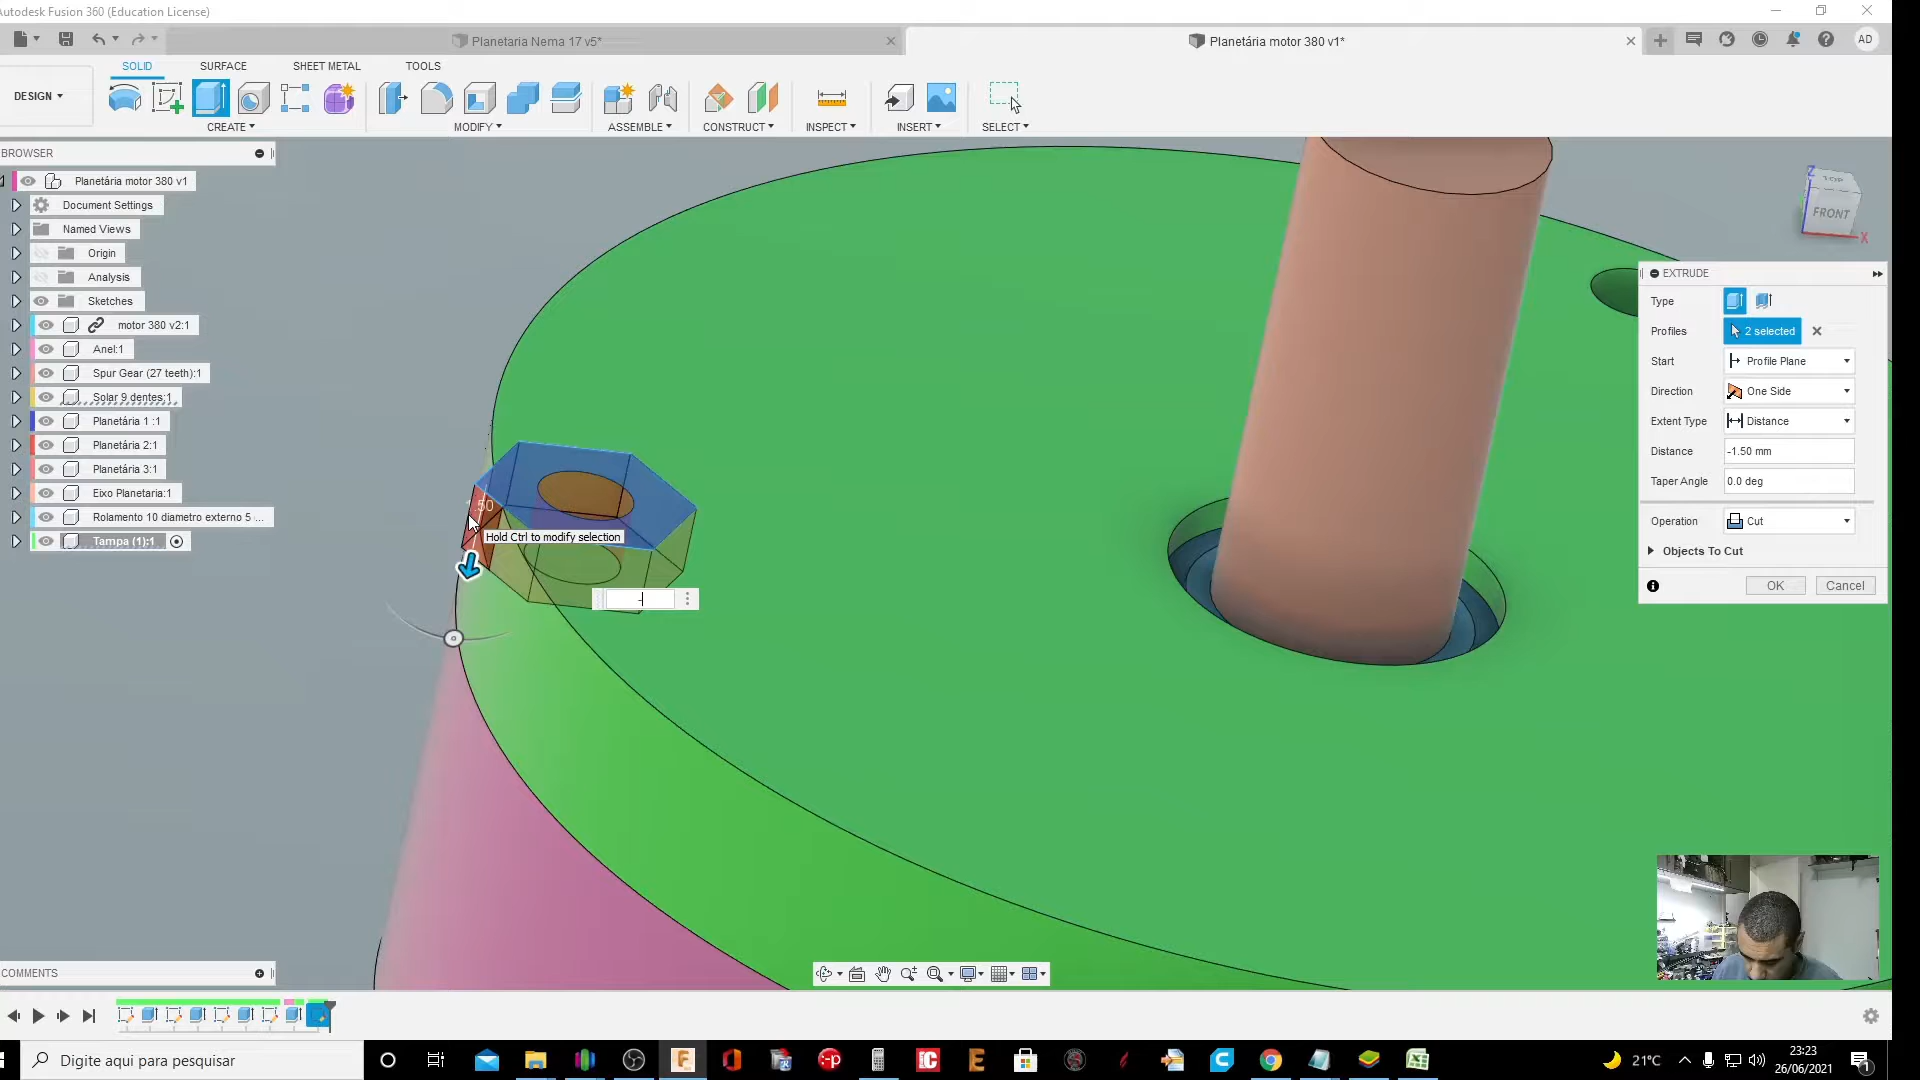 Autodesk Fusion 360 (Education License)
Planetaria Nema 17 v5*
Planetária motor 380 v1*
AD
SOLID
SURFACE
SHEET METAL
TOOLS
DESIGN
CREATE
MODIFY
ASSEMBLE
CONSTRUCT
INSPECT
INSERT
SELECT
BROWSER
Planetária motor 380 v1
Document Settings
Named Views
Origin
Analysis
Sketches
motor 380 v2:1
Anel:1
Spur Gear (27 teeth):1
Solar 9 dentes:1
Planetária 1 :1
Planetária 2:1
Planetária 3:1
Eixo Planetaria:1
Rolamento 10 diametro externo 5 ...
Tampa (1):1
Z
TOP
FRONT
X
EXTRUDE
Type
Profiles
2 selected
Start
Profile Plane
Direction
One Side
Extent Type
Distance
Distance
-1.50 mm
Taper Angle
0.0 deg
Operation
Cut
Objects To Cut
OK
Cancel
Hold Ctrl to modify selection
-
COMMENTS
Digite aqui para pesquisar
21°C
23:23
26/06/2021